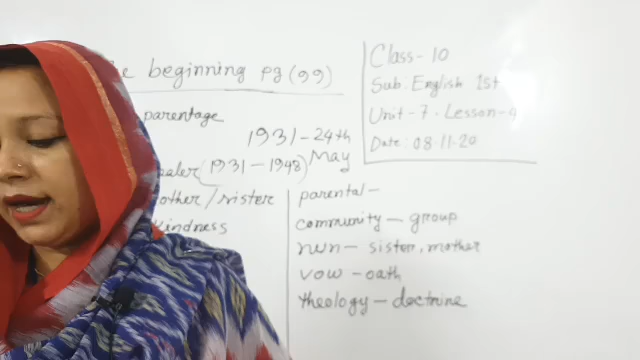 beginning pg (99)
parentage
1931-24th
May
(1931-1948)
/sister
kindness
Class-10
Sub. English 1st
Unit-7. Lesson-4
Date: 08.11.20
parental-
community- group
nun- sister, mother
vow-oath
theology-doctrine